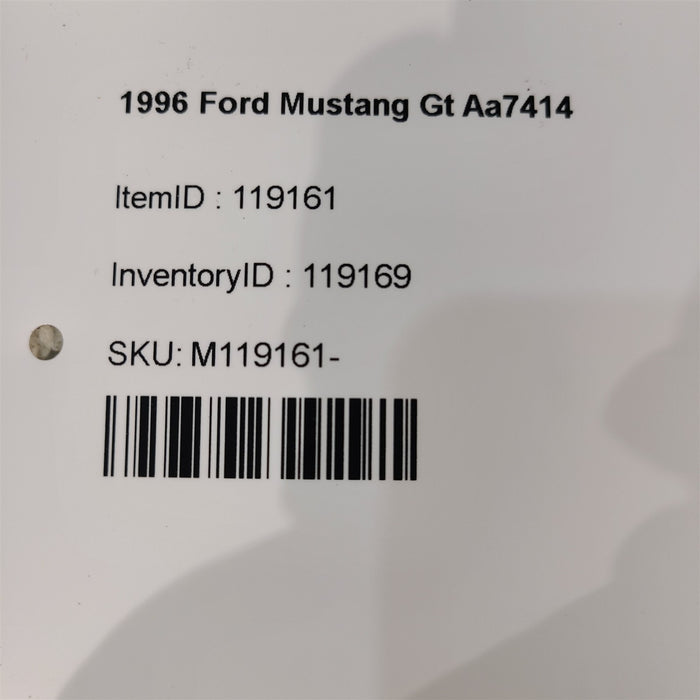 1996 Ford Mustang Gt Aa7414
ItemID : 119161
InventoryID : 119169
SKU: M119161-